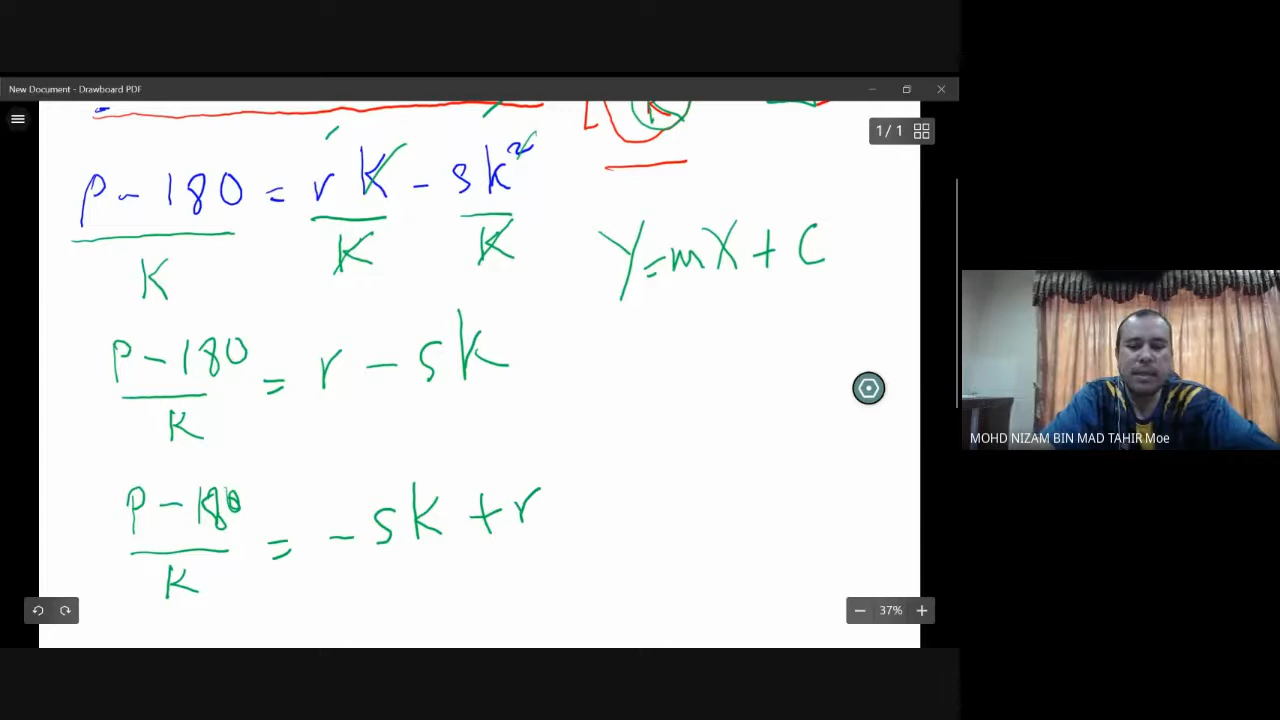 New Document - Drawboard PDF
1 / 1
P - 180 = rK - sk²
K K K
Y = mX + C
P - 180 = r - sk
K
P - 180 = - sk + r
K
37%
MOHD NIZAM BIN MAD TAHIR Moe